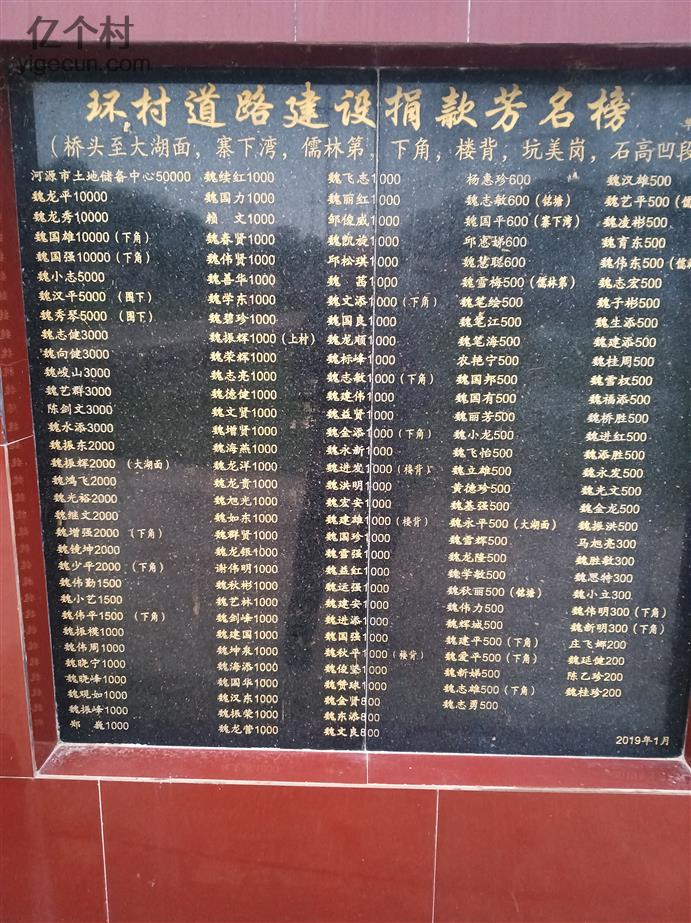 亿个村
yigecun.com
环村道路建设捐款芳名榜
(桥头至大湖面，寨下湾，儒林第，下角，楼背，坑美岗，石高凹段
河源市土地储备中心50000
魏龙平10000
魏龙秀10000
魏国雄10000(下角)
魏国强10000(下角)
魏小志5000
魏汉平5000(围下)
魏秀琴5000(围下)
魏志健3000
魏向健3000
魏峻山3000
魏艺群3000
陈剑文3000
魏水添3000
魏振东2000
魏振辉2000(大湖面)
魏鸿飞2000
魏光裕2000
魏继文2000
魏增强2000(下角)
魏镜坤2000
魏少平2000(下角)
魏伟勤1500
魏小艺1500
魏伟平1500(下角)
魏振模1000
魏伟周1000
魏晓宁1000
魏晓峰1000
魏观如1000
魏振峰1000
郑巍1000
魏续红1000
魏国力1000
赖文1000
魏春贤1000
魏伟贤1000
魏善华1000
魏学东1000
魏碧珍1000
魏振辉1000(上村)
魏荣辉1000
魏志亮1000
魏德健1000
魏文贤1000
魏增贤1000
魏海燕1000
魏龙洋1000
魏龙贵1000
魏旭光1000
魏如东1000
魏群贤1000
魏龙银1000
谢伟明1000
魏秋彬1000
魏艺林1000
魏剑峰1000
魏建国1000
魏坤泉1000
魏海添1000
魏国华1000
魏汉东1000
魏振荣1000
魏龙营1000
魏飞志1000
魏丽红1000
邹俊威1000
魏凯旋1000
邱松琪1000
魏茜1000
魏文添1000(下角)
魏国良1000
魏龙顺1000
魏标峰1000
魏志敏1000(下角)
魏建伟1000
魏益贤1000
魏金添1000(下角)
魏永新1000
魏进发1000(楼背)
魏洪明1000
魏宏安1000
魏建雄1000(楼背)
魏国珍1000
魏雪强1000
魏益红1000
魏运强1000
魏建安1000
魏进添1000
魏国强1000
魏秋平1000(楼背)
魏俊坚1000
魏赞球1000
魏金贤800
魏东添800
魏文良800
杨惠珍600
魏志敏600(铭塘)
魏国平600(寨下湾)
邱惠娣600
魏慧聪600
魏雪梅500(儒林第)
魏笔绘500
魏笔江500
魏笔海500
农艳宁500
魏国邦500
魏国有500
魏丽芳500
魏小龙500
魏飞怡500
魏立雄500
黄德珍500
魏基强500
魏永平500(大湖面)
魏雪辉500
魏龙隆500
魏学敏500
魏秋丽500(铭塘)
魏伟力500
魏辉城500
魏建平500(下角)
魏爱平500(下角)
魏新娣500
魏志雄500(下角)
魏志勇500
魏汉雄500
魏艺平500(儒
魏凌彬500
魏育东500
魏伟东500(儒
魏志宏500
魏子彬500
魏生添500
魏建添500
魏桂周500
魏雪权500
魏福添500
魏桥胜500
魏进红500
魏添胜500
魏永发500
魏光文500
魏金龙500
魏振洪500
马旭亮300
魏胜敏300
魏思特300
魏小立300
魏伟明300(下角)
魏新明300(下角)
庄飞娜200
魏延健200
陈乙珍200
魏桂珍200
2019年1月